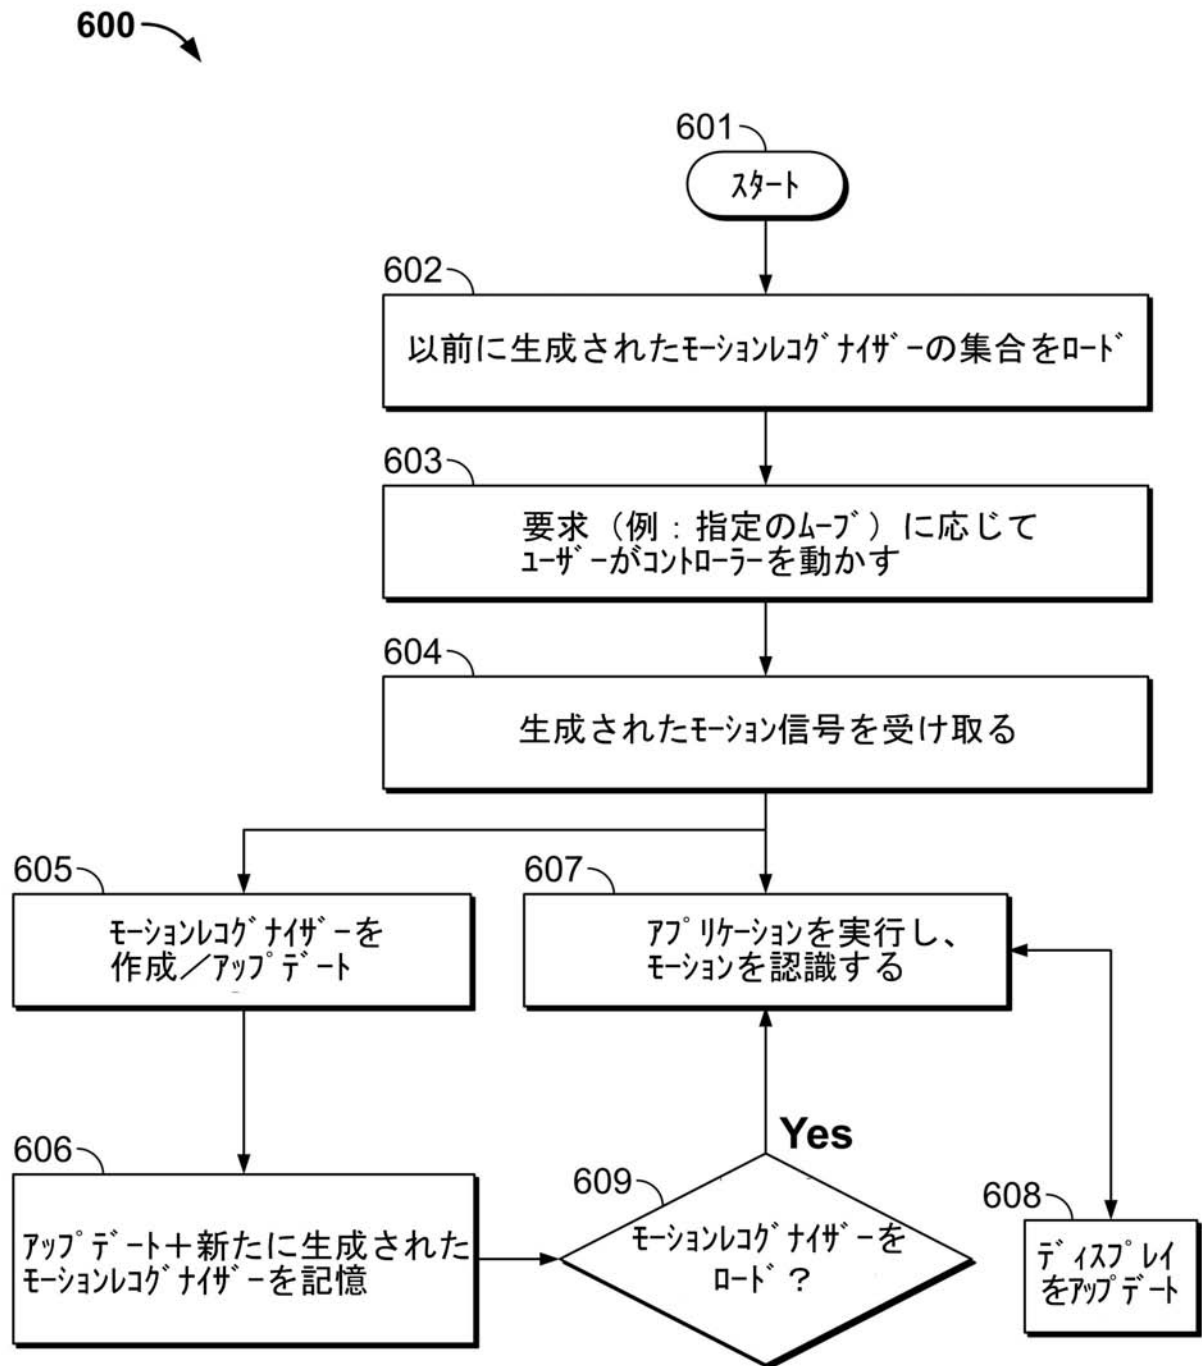 600
601
スタート
602
以前に生成されたﾓｰｼｮﾝﾚｺｸﾞﾅｲｻﾞｰの集合をﾛｰﾄﾞ
603
要求（例：指定のﾑｰﾌﾞ）に応じて
ﾕｰｻﾞｰがｺﾝﾄﾛｰﾗｰを動かす
604
生成されたﾓｰｼｮﾝ信号を受け取る
605
ﾓｰｼｮﾝﾚｺｸﾞﾅｲｻﾞｰを
作成／ｱｯﾌﾟﾃﾞｰﾄ
607
ｱﾌﾟﾘｹｰｼｮﾝを実行し、
ﾓｰｼｮﾝを認識する
606
ｱｯﾌﾟﾃﾞｰﾄ＋新たに生成された
ﾓｰｼｮﾝﾚｺｸﾞﾅｲｻﾞｰを記憶
Yes
609
ﾓｰｼｮﾝﾚｺｸﾞﾅｲｻﾞｰを
ﾛｰﾄﾞ？
608
ﾃﾞｨｽﾌﾟﾚｲ
をｱｯﾌﾟﾃﾞｰﾄ